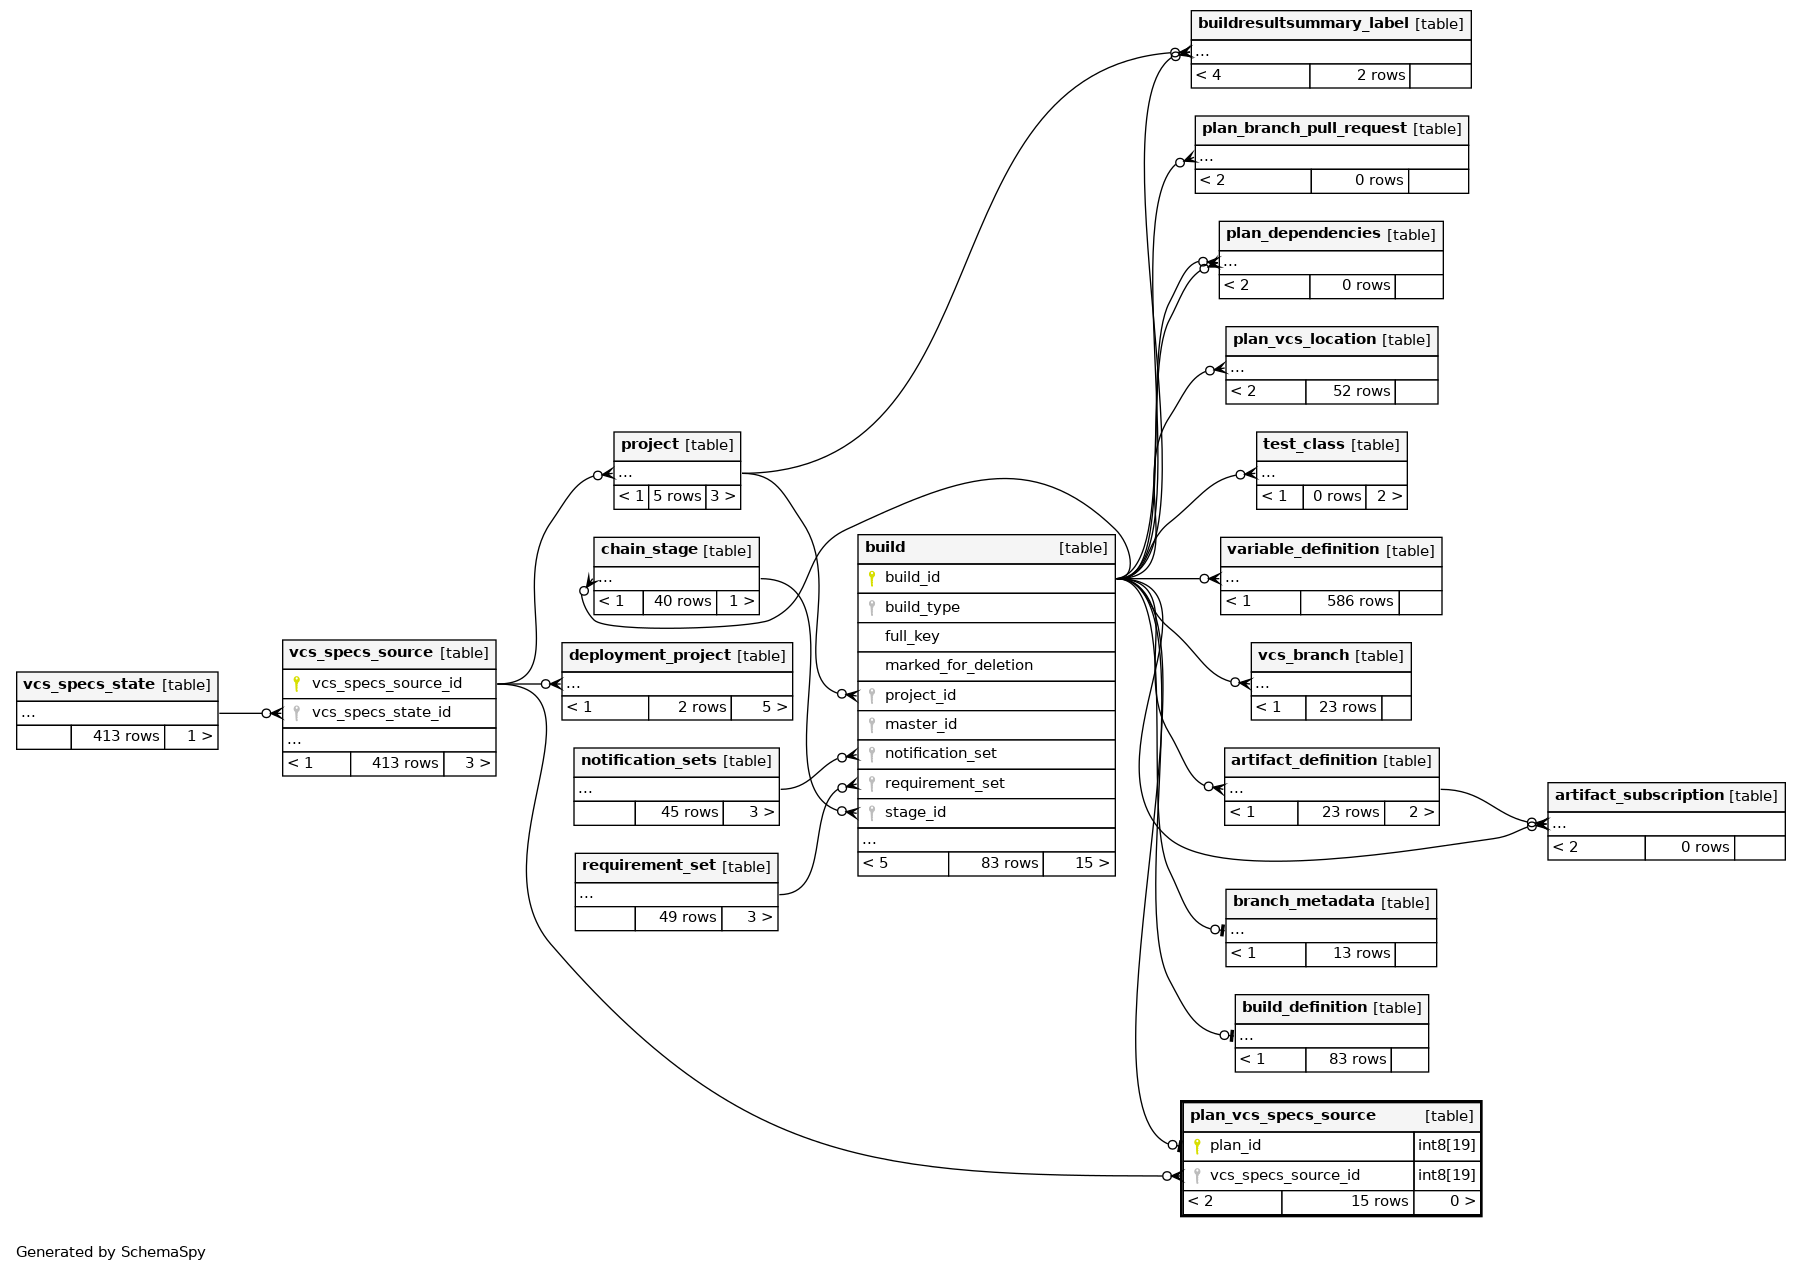 buildresultsummary_label [table]
...
< 4 2 rows
plan_branch_pull_request [table]
...
< 2 0 rows
plan_dependencies [table]
...
< 2 0 rows
plan_vcs_location [table]
...
< 2 52 rows
project [table]
...
< 1 5 rows 3 >
test_class [table]
...
< 1 0 rows 2 >
chain_stage [table]
...
< 1 40 rows 1 >
build [table]
build_id
build_type
full_key
marked_for_deletion
project_id
master_id
notification_set
requirement_set
stage_id
...
< 5 83 rows 15 >
variable_definition [table]
...
< 1 586 rows
vcs_specs_state [table]
...
413 rows 1 >
vcs_specs_source [table]
vcs_specs_source_id
vcs_specs_state_id
...
< 1 413 rows 3 >
deployment_project [table]
...
< 1 2 rows 5 >
vcs_branch [table]
...
< 1 23 rows
notification_sets [table]
...
45 rows 3 >
artifact_definition [table]
...
< 1 23 rows 2 >
artifact_subscription [table]
...
< 2 0 rows
requirement_set [table]
...
49 rows 3 >
branch_metadata [table]
...
< 1 13 rows
build_definition [table]
...
< 1 83 rows
plan_vcs_specs_source [table]
plan_id int8[19]
vcs_specs_source_id int8[19]
< 2 15 rows 0 >
Generated by SchemaSpy